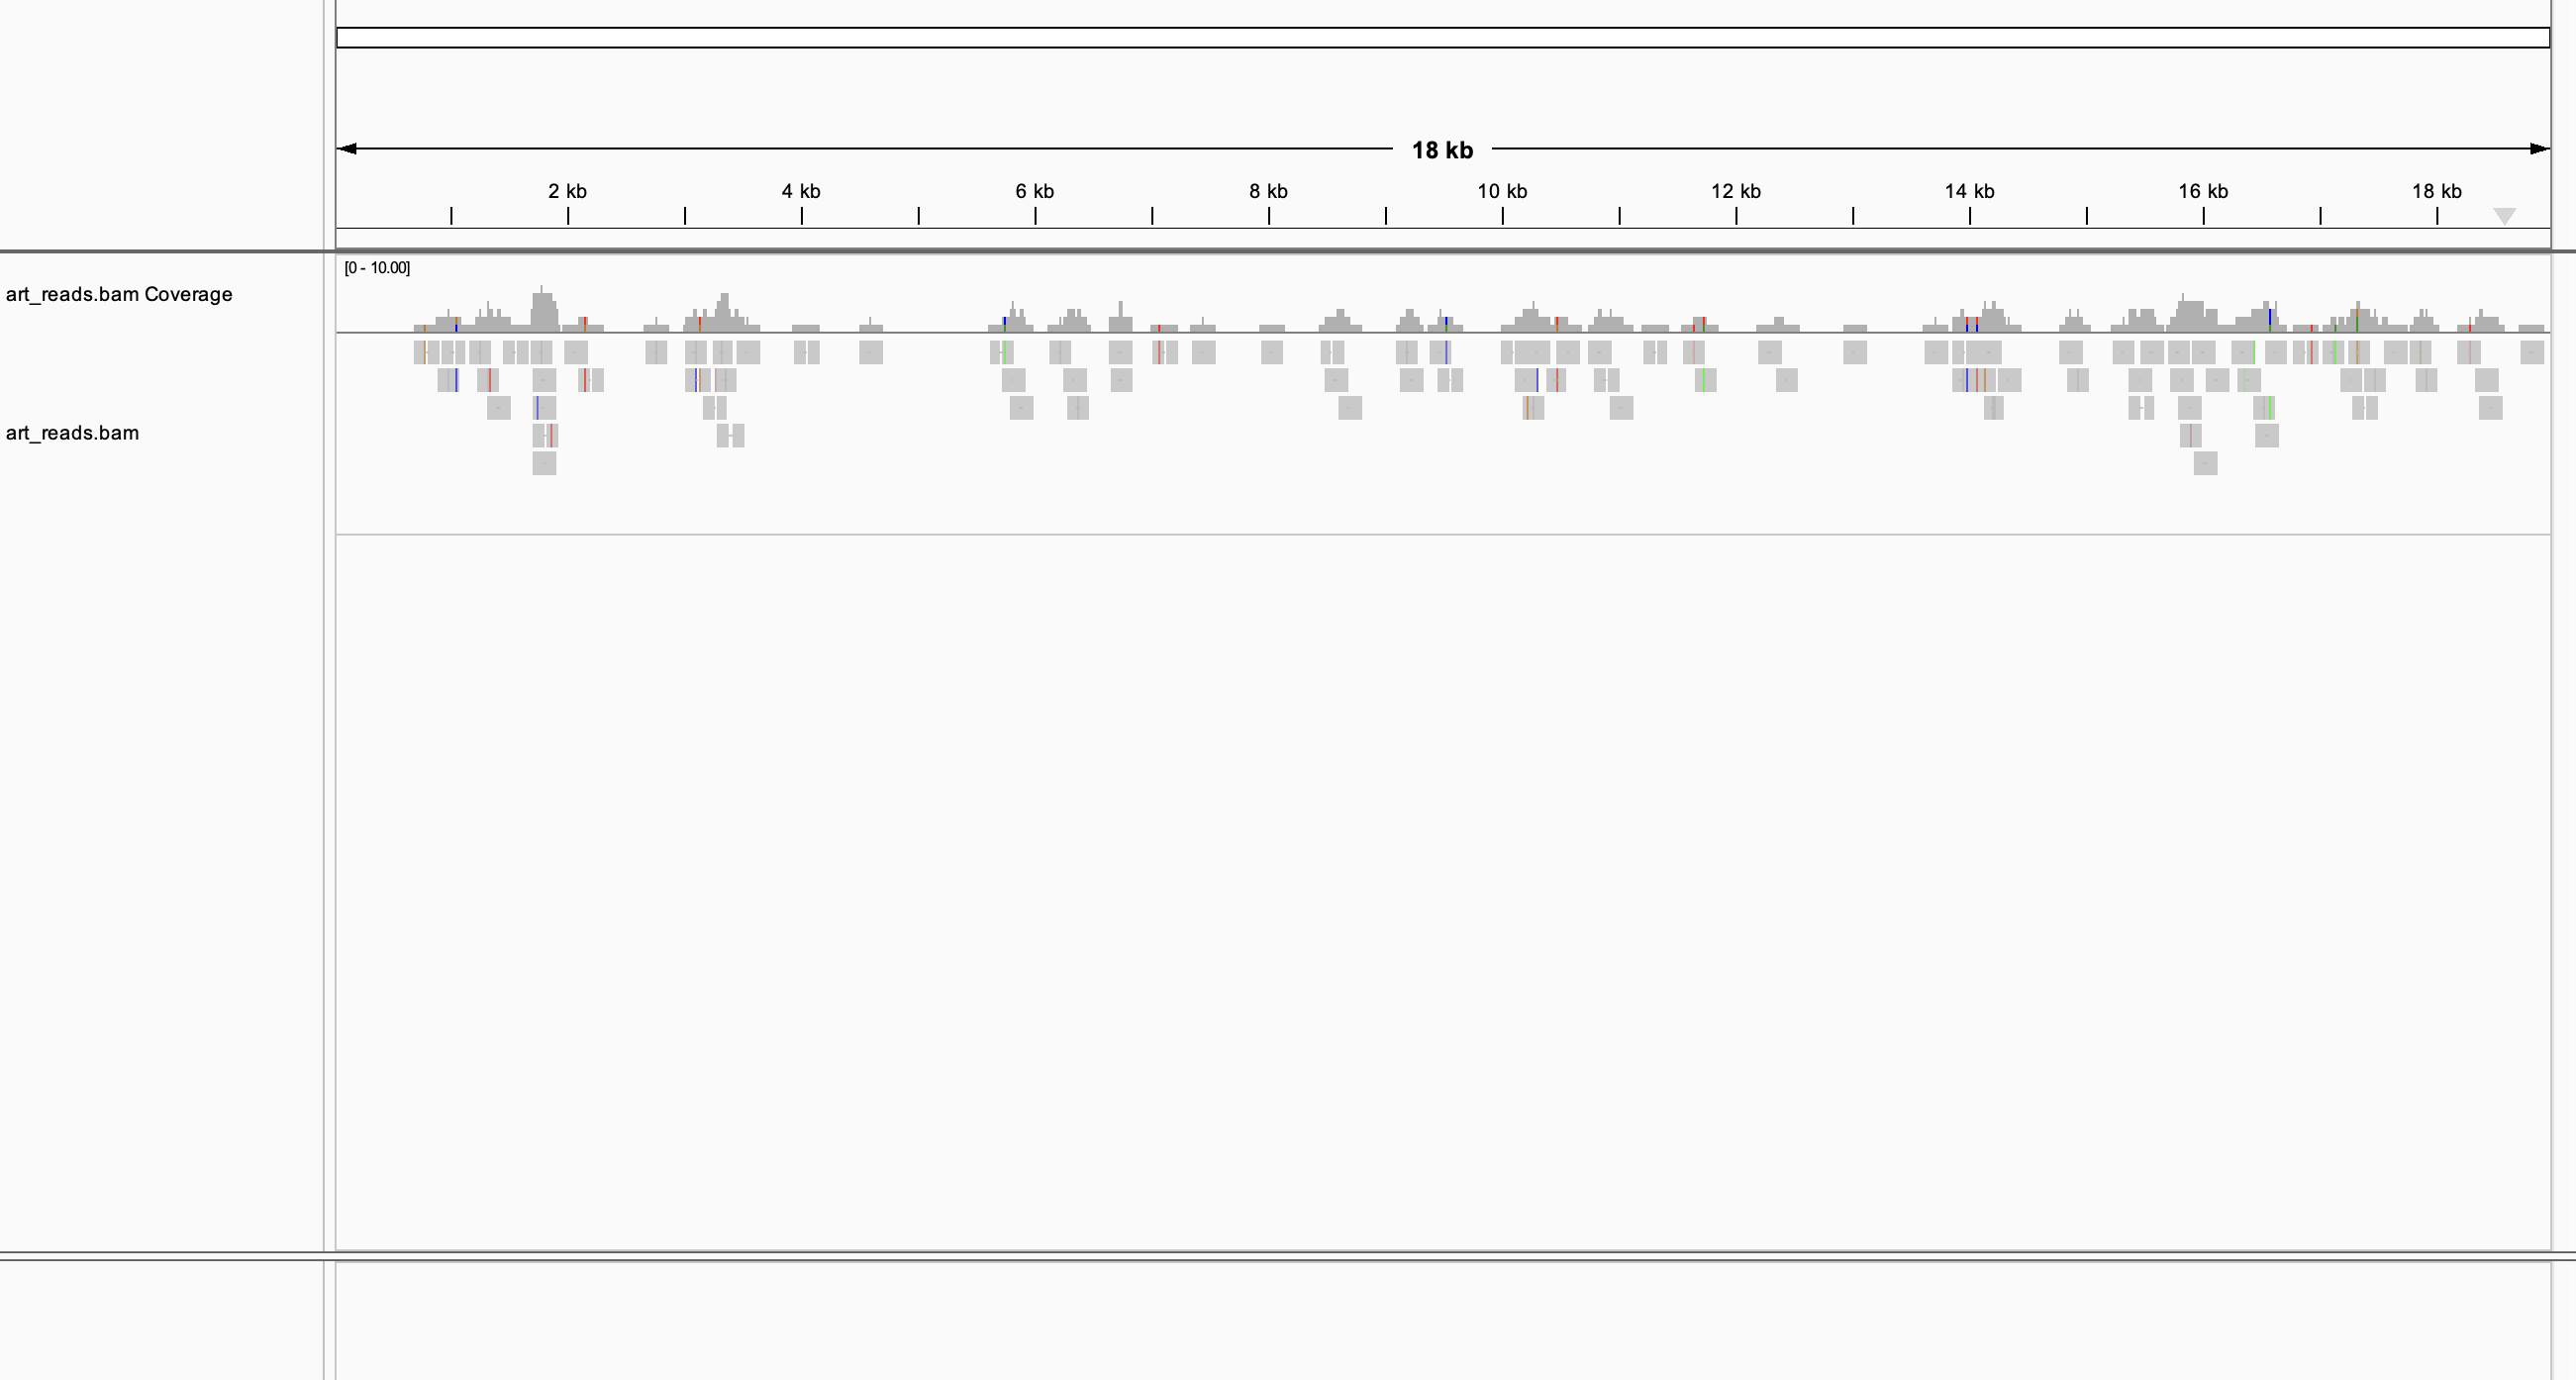 18 kb
2 kb 4 kb 6 kb 8 kb 10 kb 12 kb 14 kb 16 kb 18 kb
[0 - 10.00]
art_reads.bam Coverage
art_reads.bam